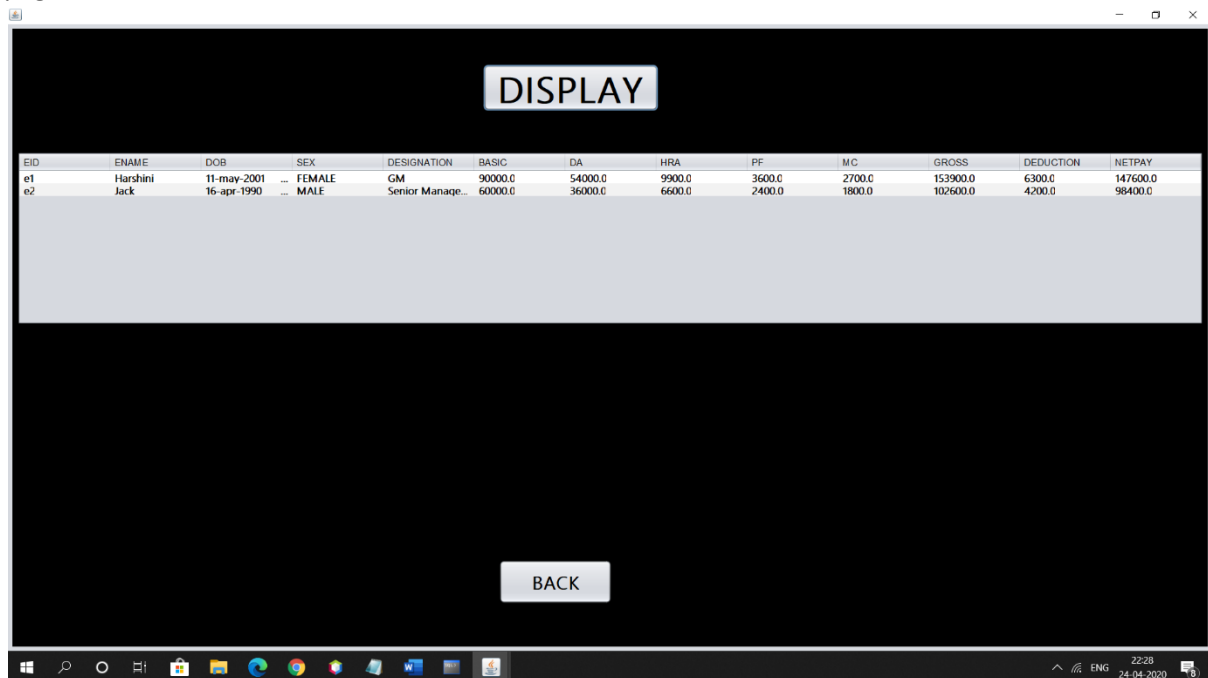 DISPLAY
EID ENAME DOB SEX DESIGNATION BASIC DA HRA PF MC GROSS DEDUCTION NETPAY
e1 Harshini 11-may-2001 ... FEMALE GM 90000.0 54000.0 9900.0 3600.0 2700.0 153900.0 6300.0 147600.0
e2 Jack 16-apr-1990 ... MALE Senior Manage... 60000.0 36000.0 6600.0 2400.0 1800.0 102600.0 4200.0 98400.0
BACK
ENG 22:28
24-04-2020